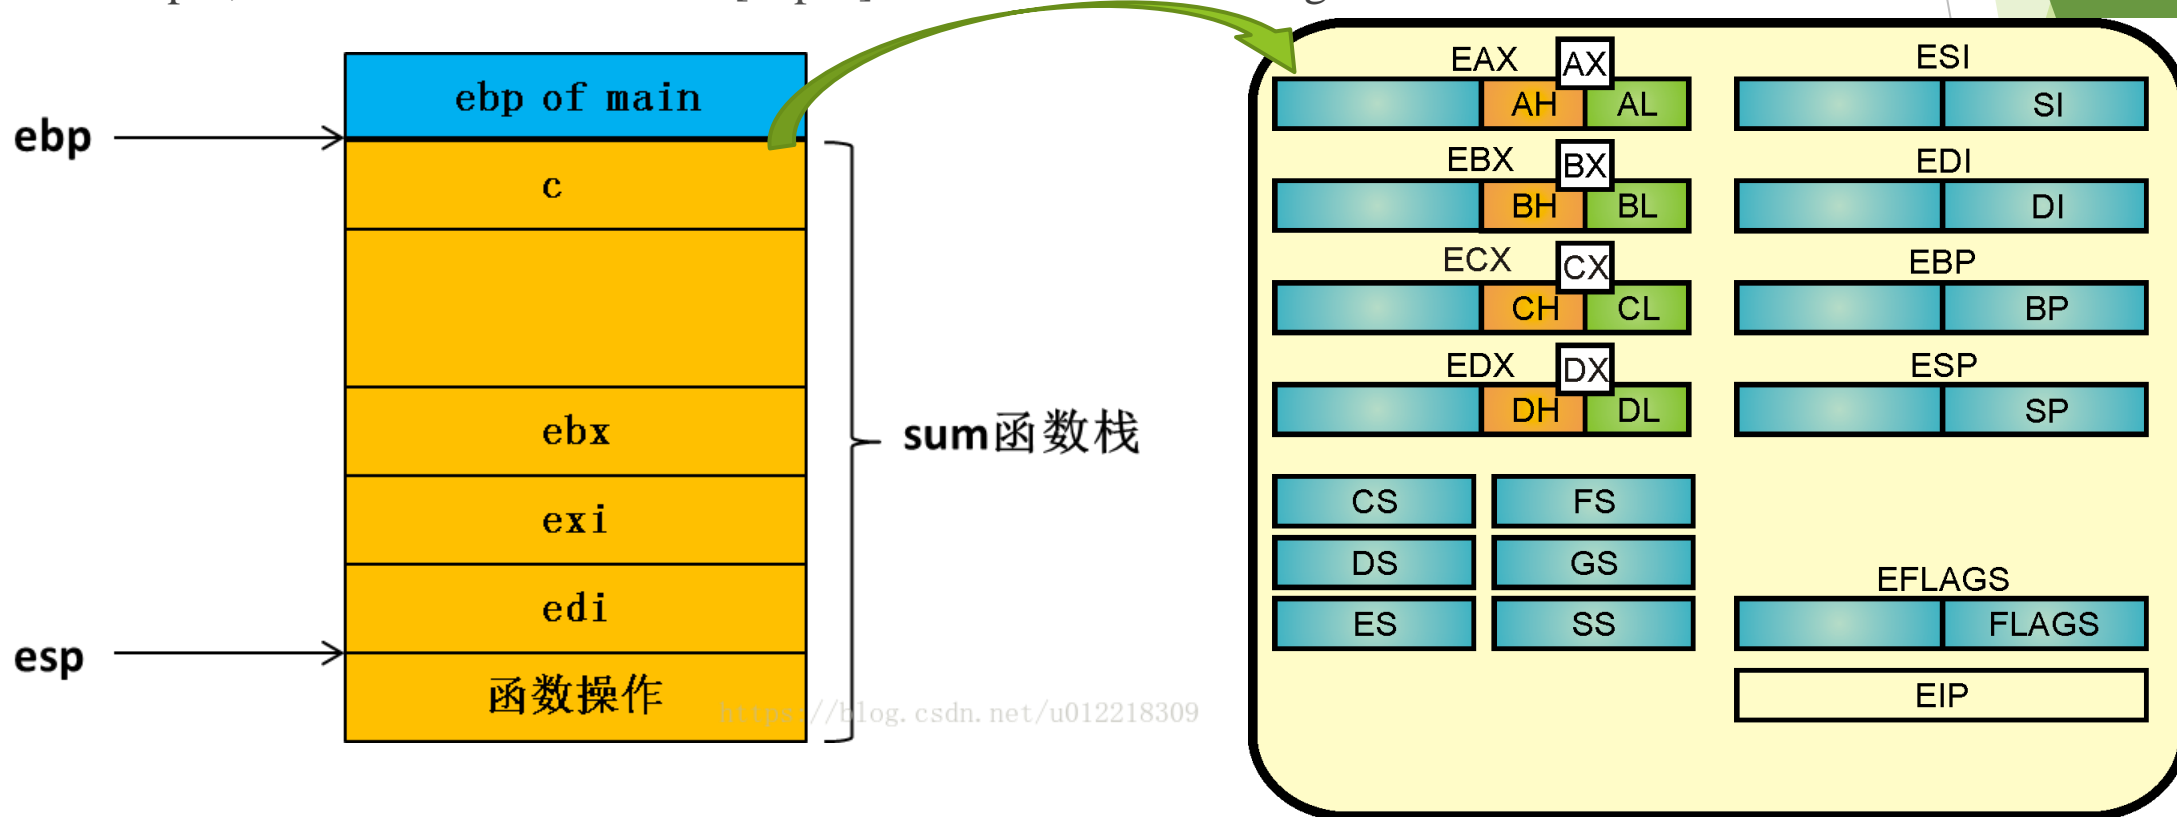 ebp of main
ebp
c
ebx
exi
edi
esp
函数操作
sum函数栈
https://blog.csdn.net/u012218309
EAX AX
AH AL
EBX BX
BH BL
ECX CX
CH CL
EDX DX
DH DL
ESI
SI
EDI
DI
EBP
BP
ESP
SP
CS FS
DS GS
ES SS
EFLAGS
FLAGS
EIP